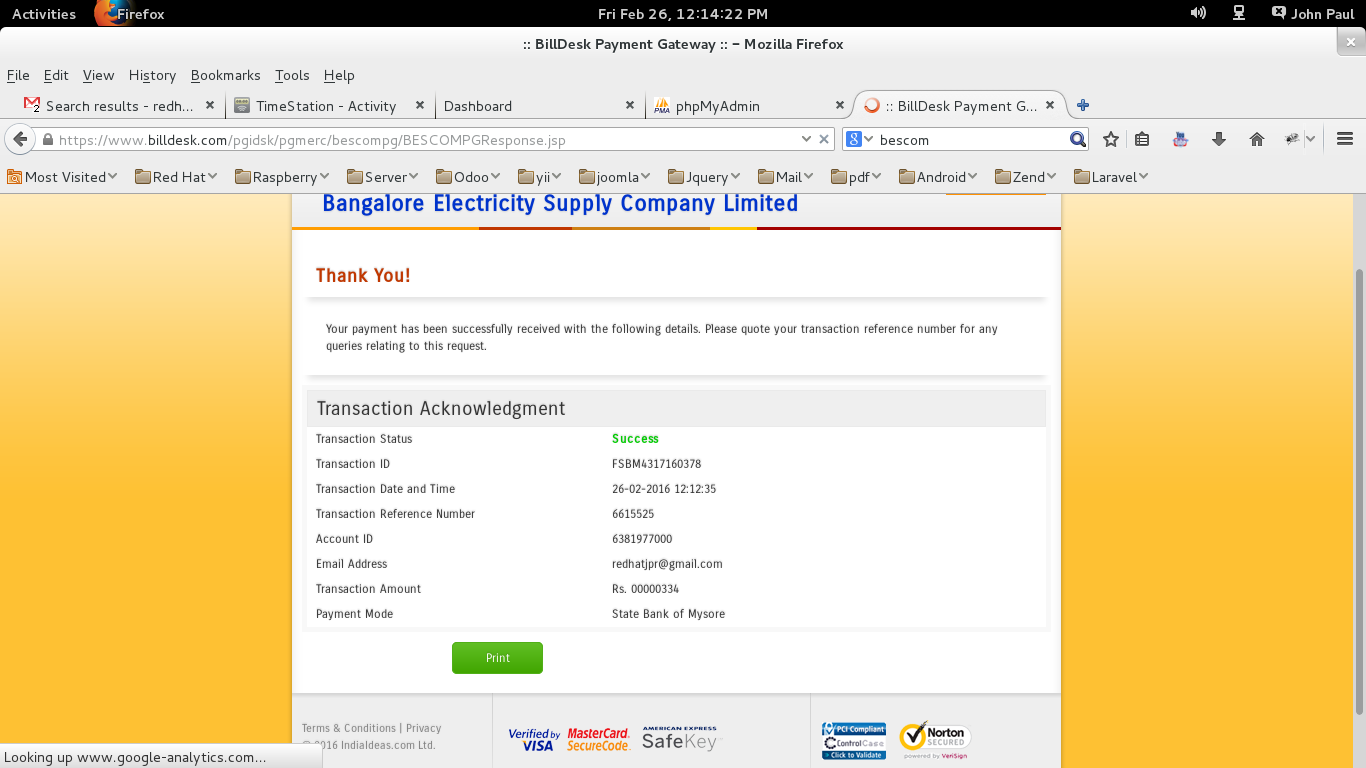 Activities Firefox Fri Feb 26, 12:14:22 PM John Paul
:: BillDesk Payment Gateway :: - Mozilla Firefox
File Edit View History Bookmarks Tools Help
Search results - redh... TimeStation - Activity Dashboard phpMyAdmin :: BillDesk Payment G...
https://www.billdesk.com/pgidsk/pgmerc/bescompg/BESCOMPGResponse.jsp bescom
Most Visited Red Hat Raspberry Server Odoo yii joomla Jquery Mail pdf Android Zend Laravel
Bangalore Electricity Supply Company Limited
Thank You!
Your payment has been successfully received with the following details. Please quote your transaction reference number for any
queries relating to this request.
Transaction Acknowledgment
Transaction Status Success
Transaction ID FSBM4317160378
Transaction Date and Time 26-02-2016 12:12:35
Transaction Reference Number 6615525
Account ID 6381977000
Email Address redhatjpr@gmail.com
Transaction Amount Rs. 00000334
Payment Mode State Bank of Mysore
Print
Terms & Conditions | Privacy
© 2016 IndiaIdeas.com Ltd.
Verified by VISA
MasterCard. SecureCode.
AMERICAN EXPRESS
SafeKey
PCI Compliant
ControlCase
Click to Validate
Norton
SECURED
powered by VeriSign
Looking up www.google-analytics.com...